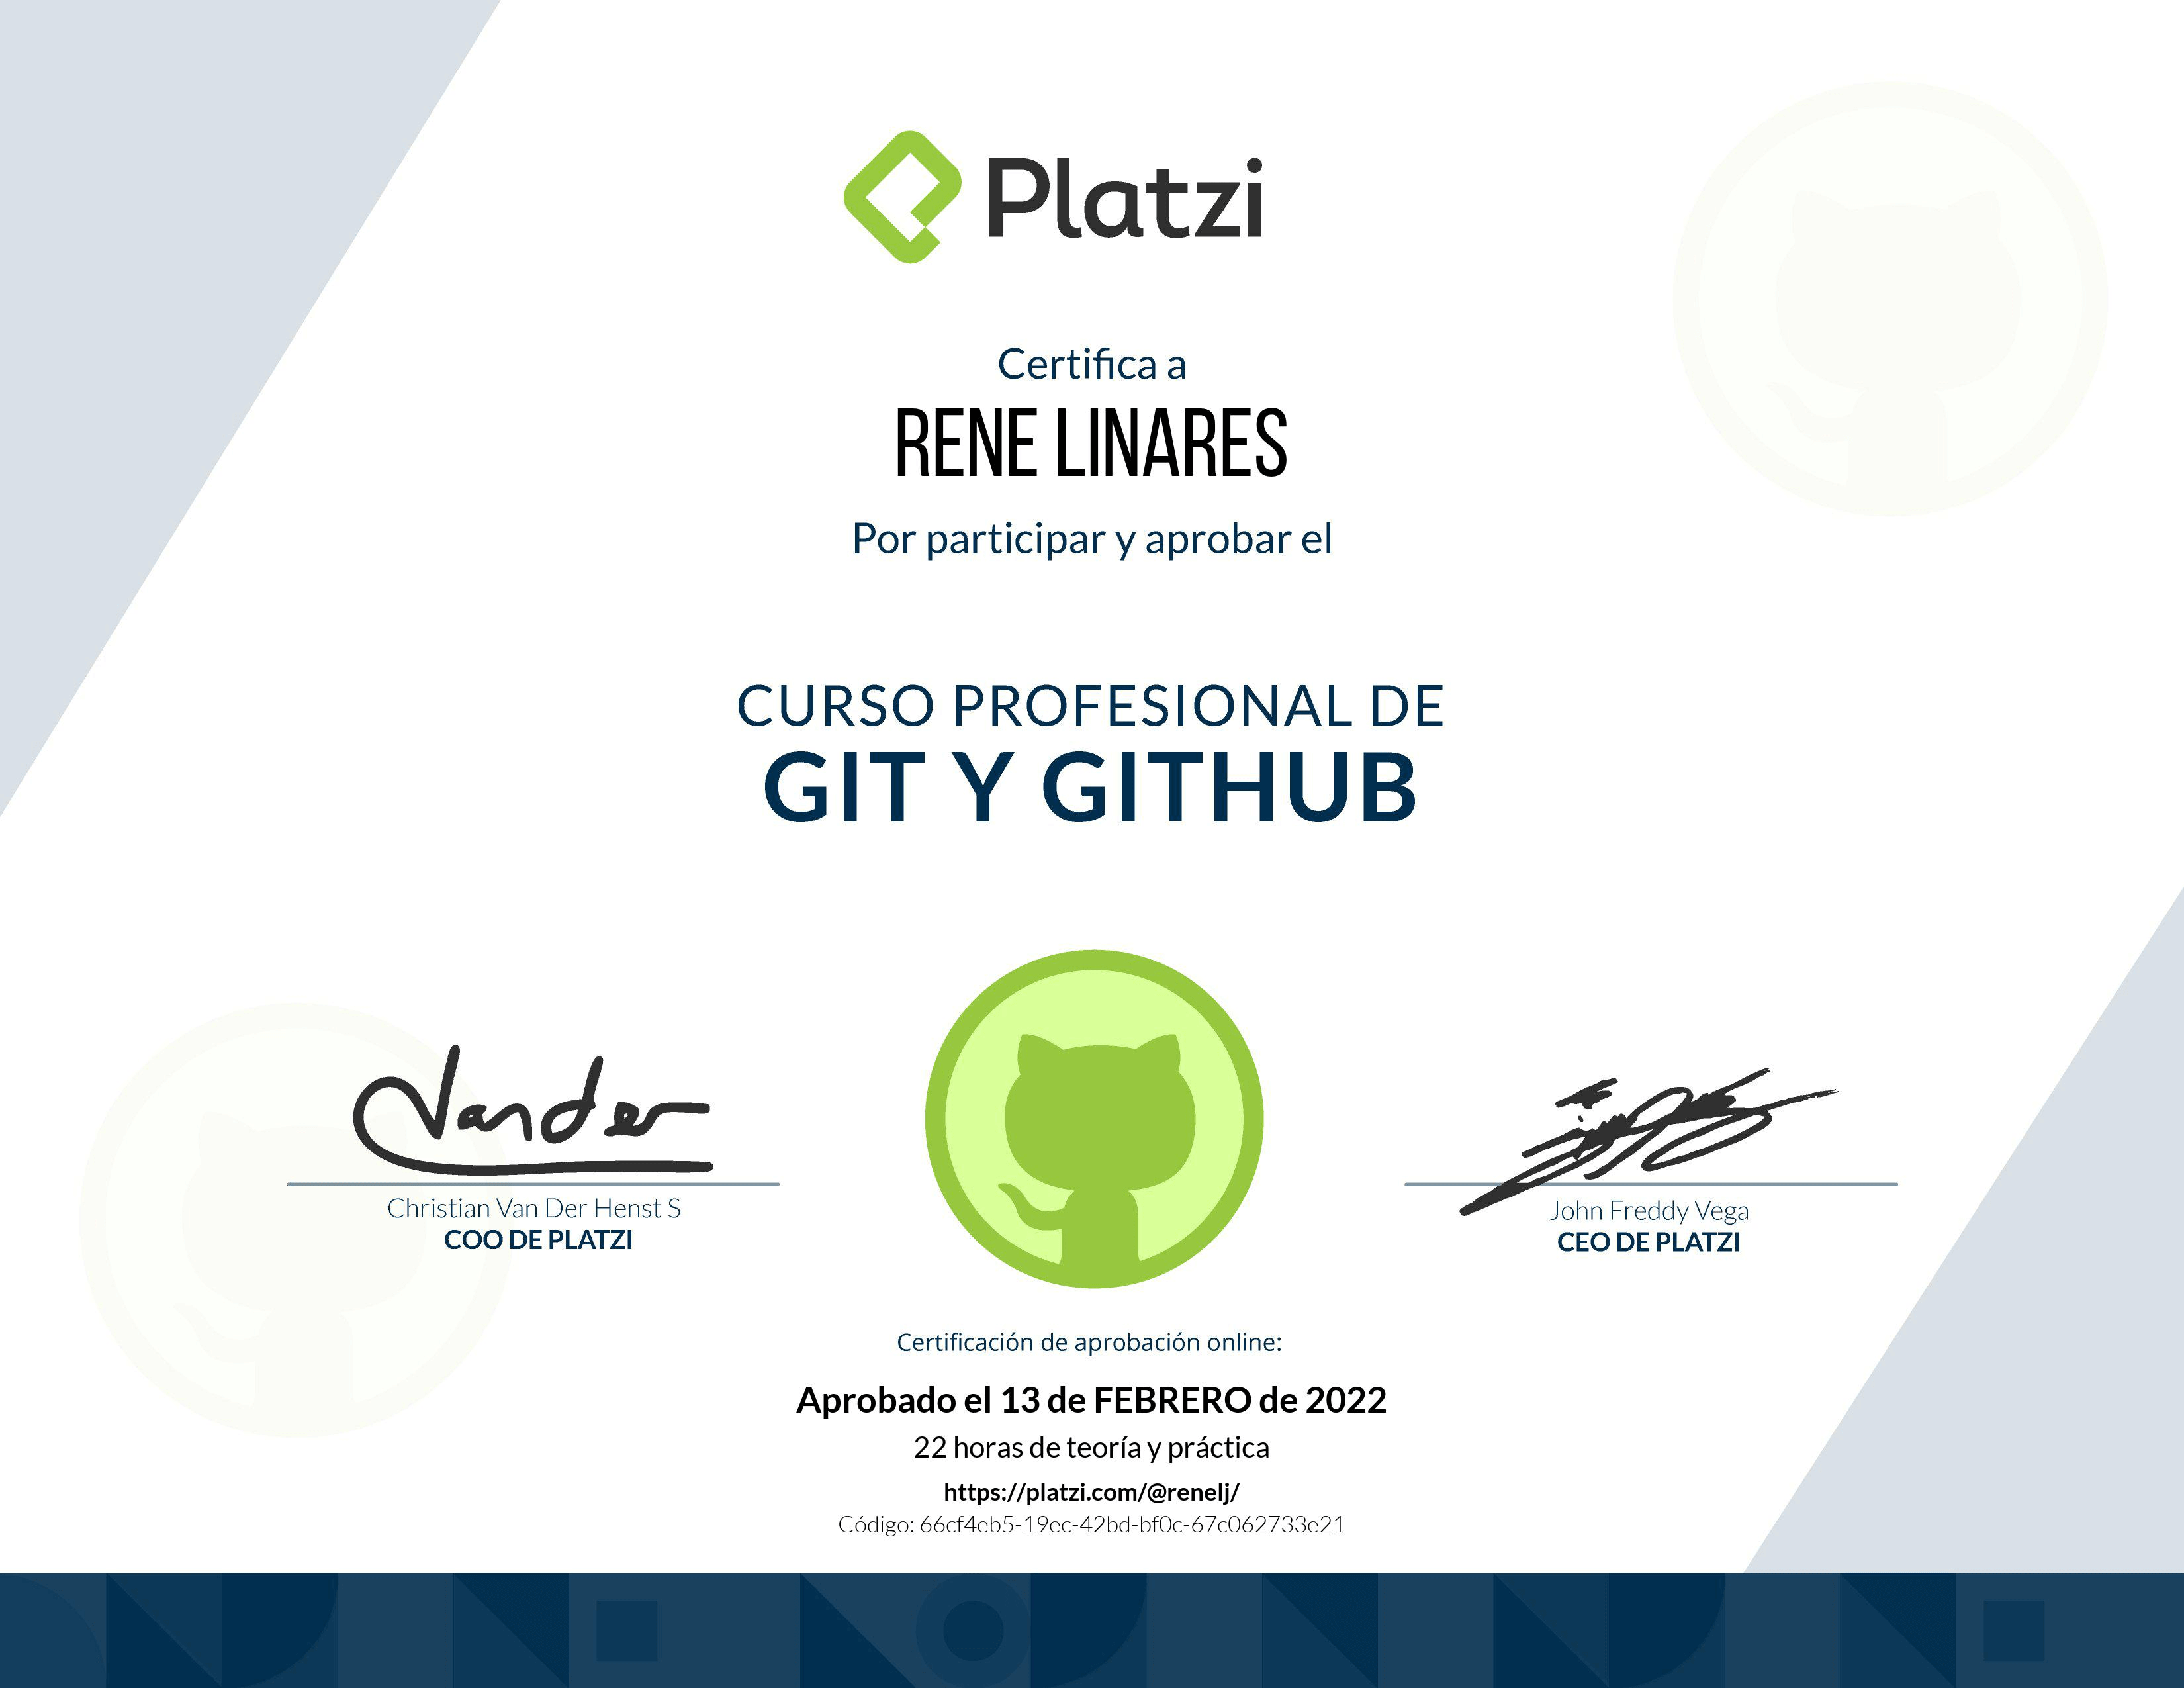 Platzi
Certifica a
RENE LINARES
Por participar y aprobar el
CURSO PROFESIONAL DE
GIT Y GITHUB
Vander
Christian Van Der Henst S
COO DE PLATZI
John Freddy Vega
CEO DE PLATZI
Certificación de aprobación online:
Aprobado el 13 de FEBRERO de 2022
22 horas de teoría y práctica
https://platzi.com/@renelj/
Código: 66cf4eb5-19ec-42bd-bf0c-67c062733e21